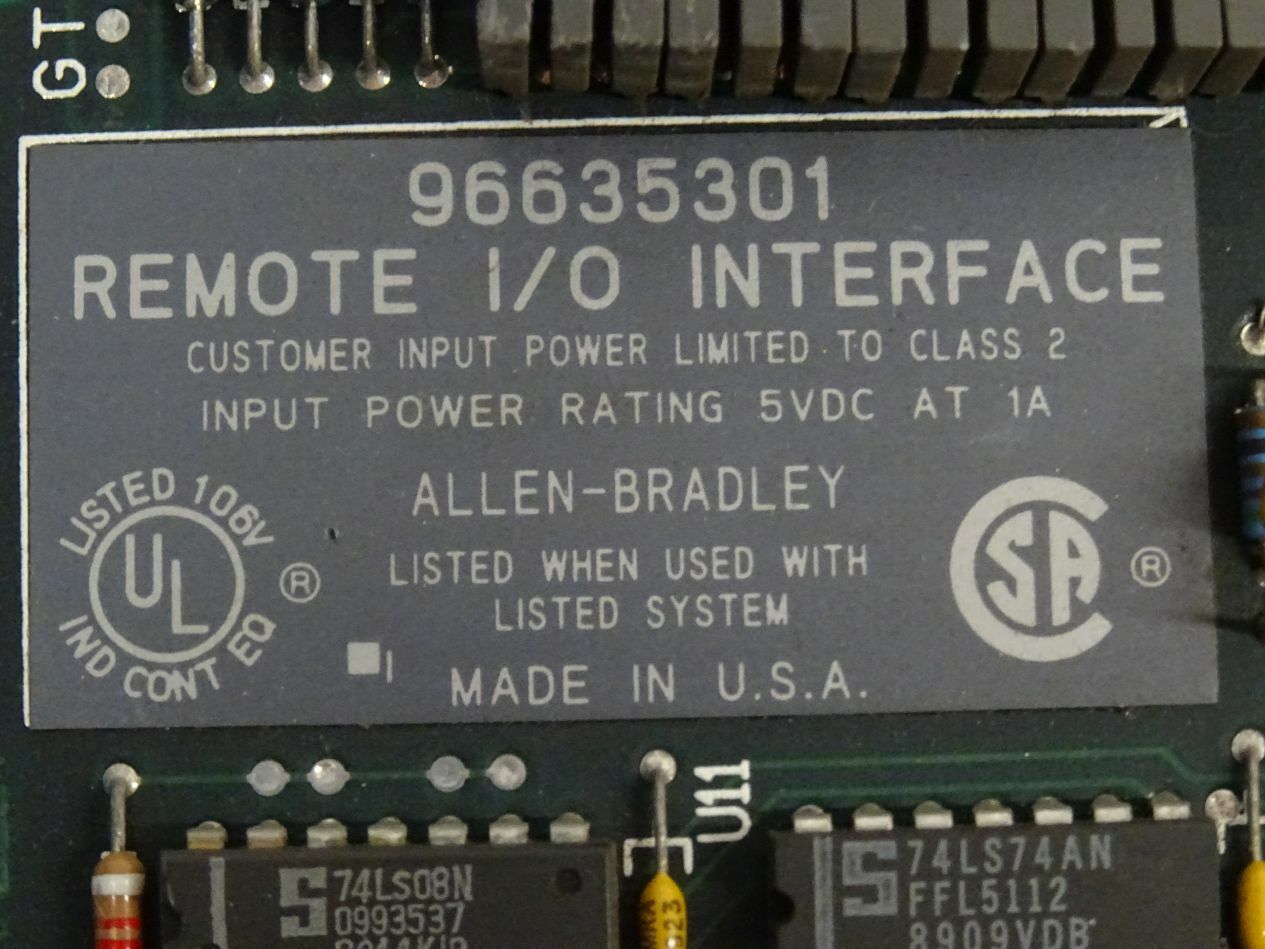 GT
96635301
REMOTE I/O INTERFACE
CUSTOMER INPUT POWER LIMITED TO CLASS 2
INPUT POWER RATING 5VDC AT 1A
LISTED 106V
UL
®
IND CONT EQ
ALLEN-BRADLEY
LISTED WHEN USED WITH
LISTED SYSTEM
MADE IN U.S.A.
CSA
®
U11
S 74LS08N
0993537
S 74LS74AN
FFL5112
8909VDB